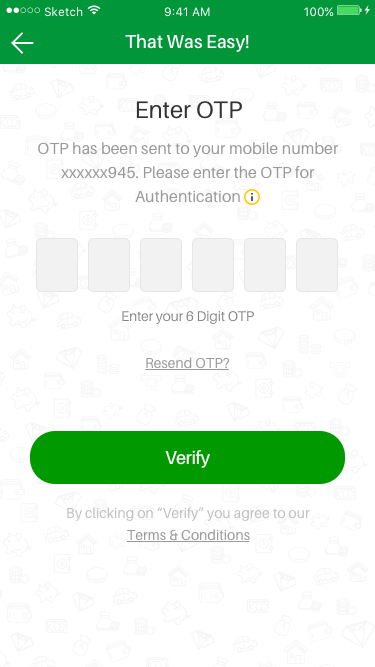 Sketch 9:41 AM 100%
That Was Easy!
Enter OTP
OTP has been sent to your mobile number
xxxxxx945. Please enter the OTP for
Authentication i
Enter your 6 Digit OTP
Resend OTP?
Verify
By clicking on “Verify” you agree to our
Terms & Conditions